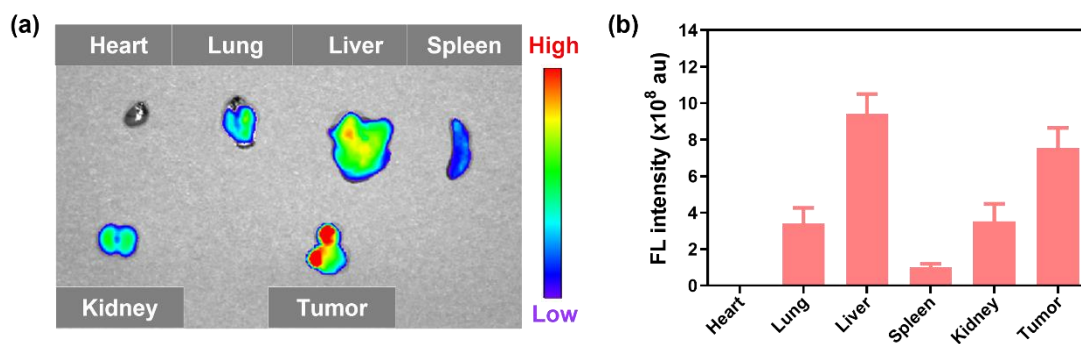 (a)
Heart Lung Liver Spleen
High
Kidney Tumor
Low
(b)
FL intensity (x10⁸ au)
14
12
10
8
6
4
2
0
Heart Lung Liver Spleen Kidney Tumor